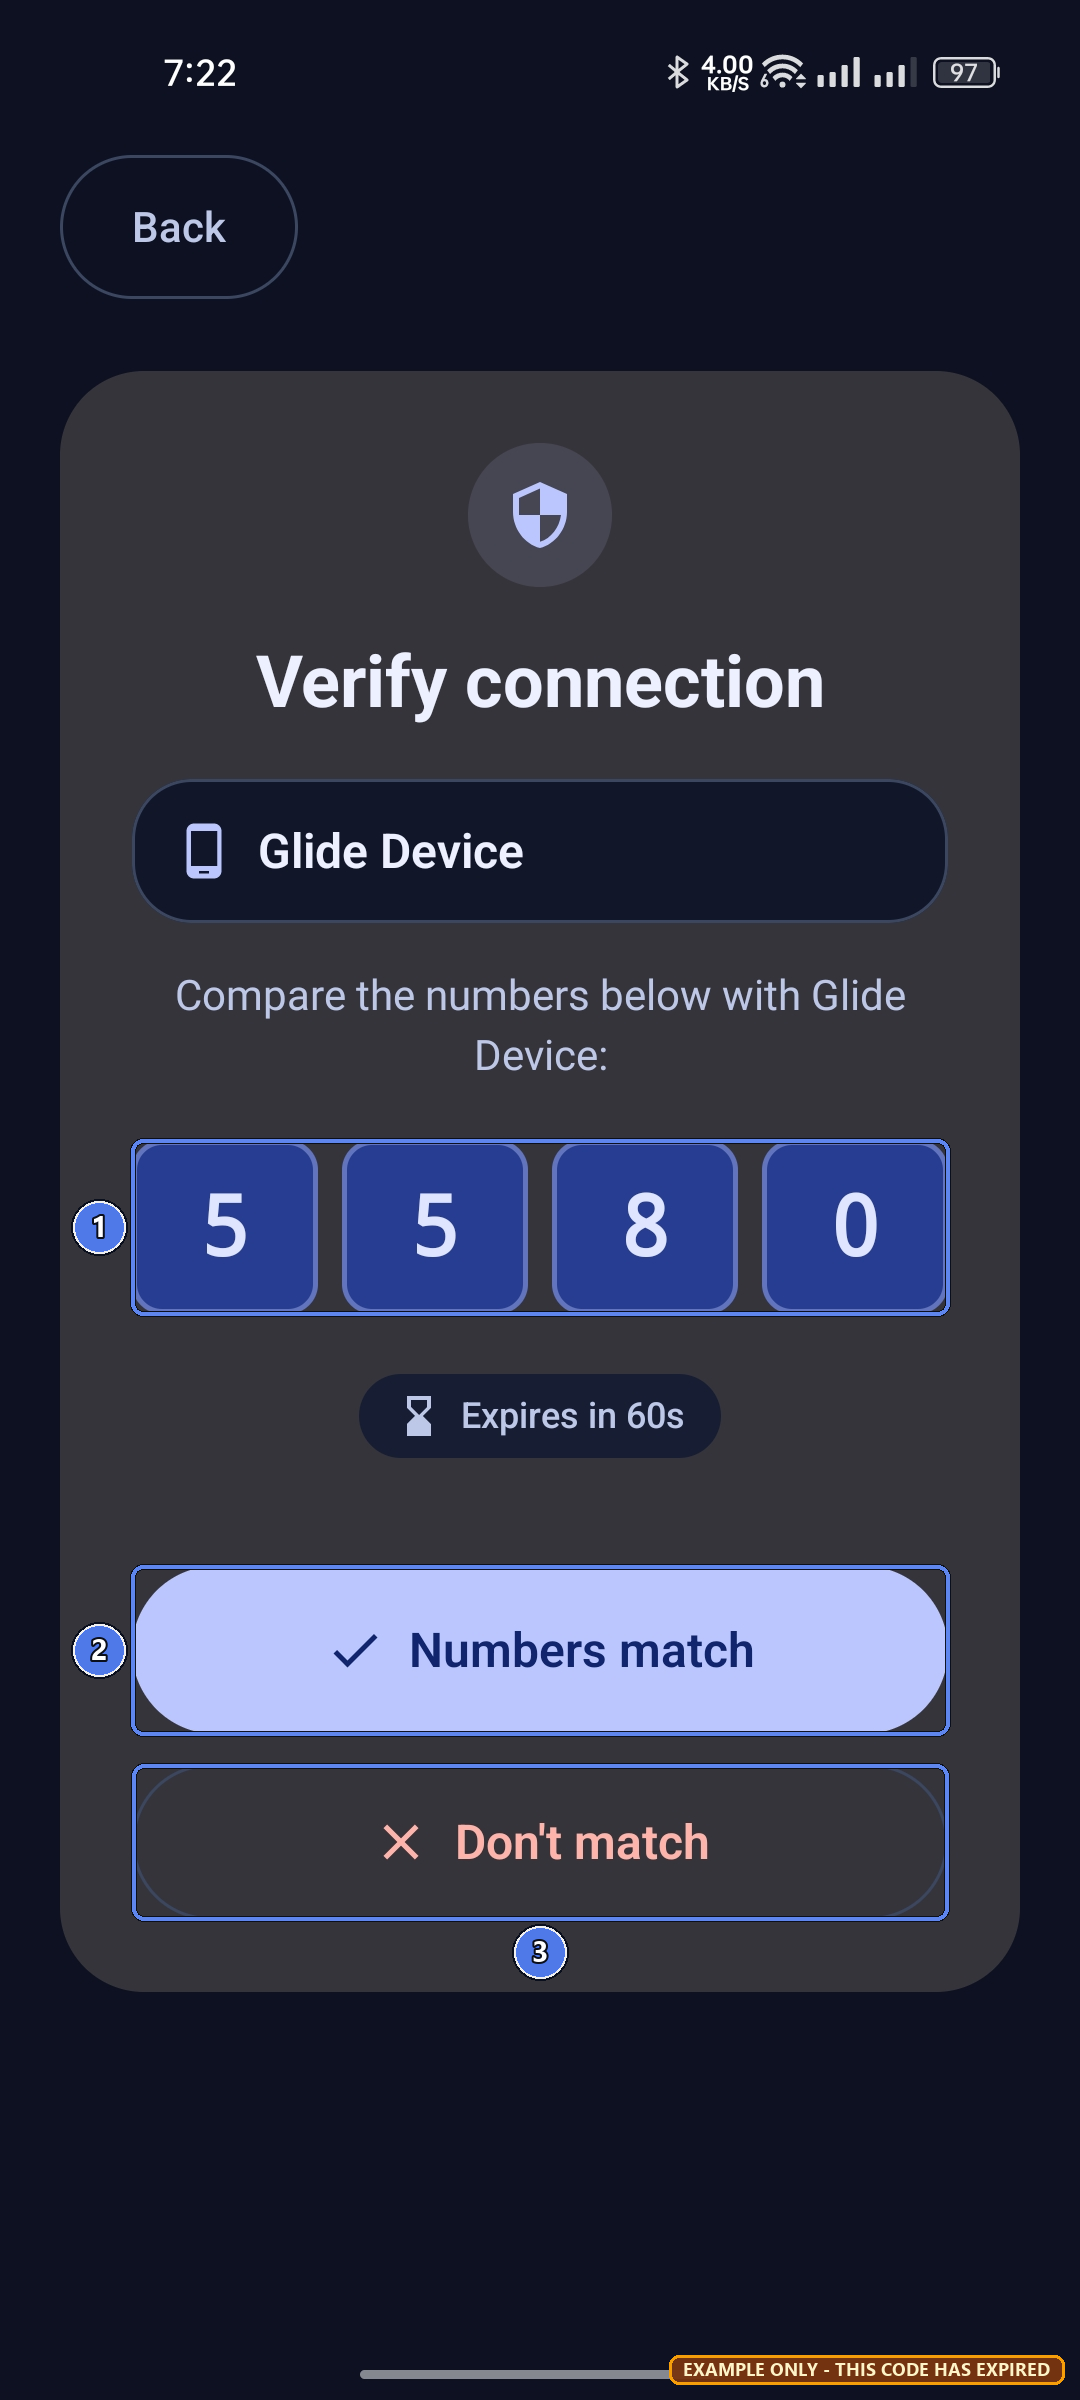 7:22
4.00
KB/S
6
97
Back
Verify connection
Glide Device
Compare the numbers below with Glide
Device:
1
5 5 8 0
Expires in 60s
2
Numbers match
Don't match
3
EXAMPLE ONLY - THIS CODE HAS EXPIRED